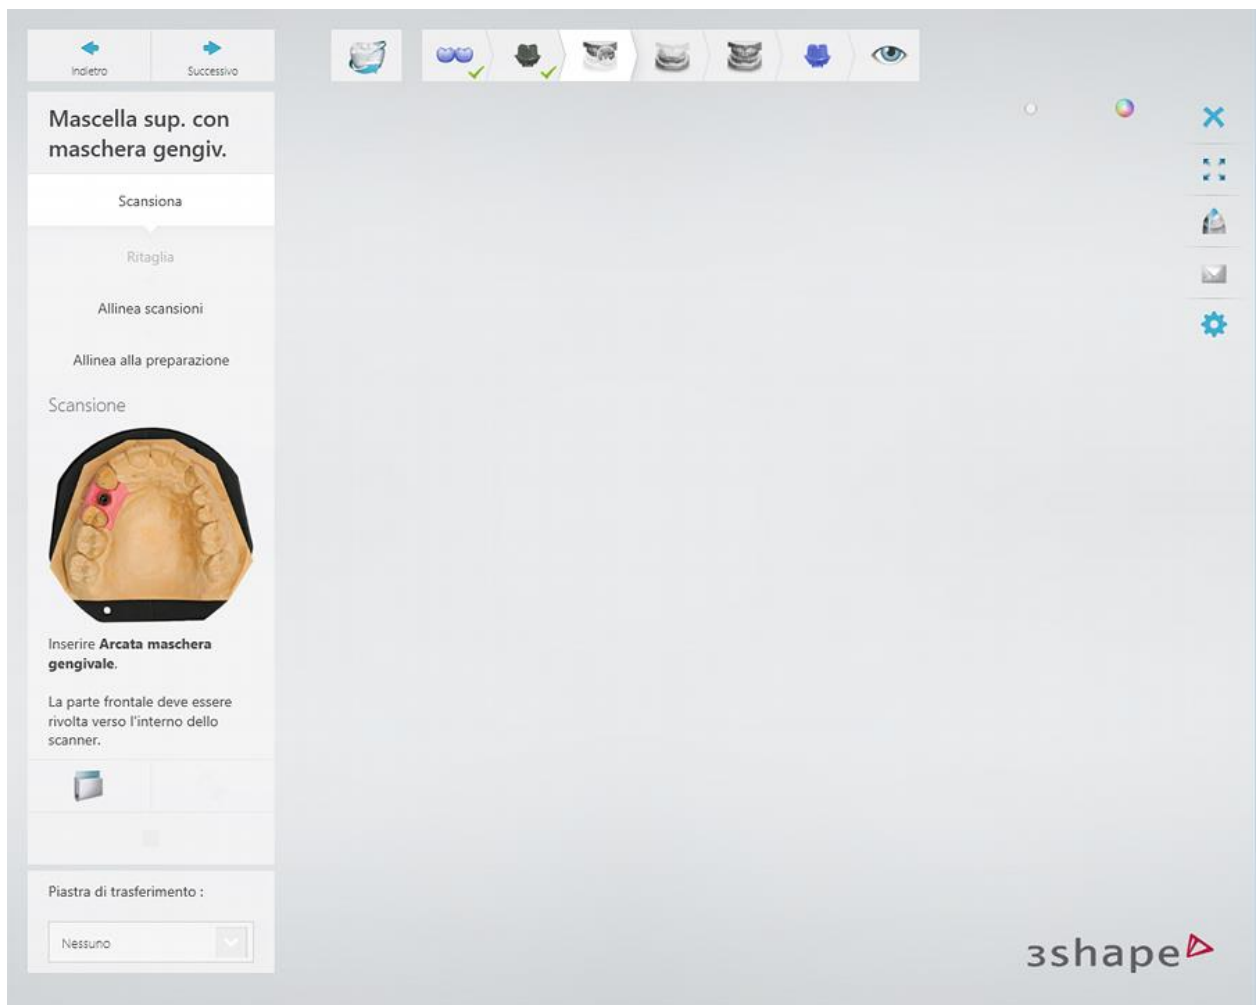 Indietro
Successivo
Mascella sup. con
maschera gengiv.
Scansiona
Ritaglia
Allinea scansioni
Allinea alla preparazione
Scansione
Inserire Arcata maschera
gengivale.
La parte frontale deve essere
rivolta verso l'interno dello
scanner.
Piastra di trasferimento :
Nessuno
3shape